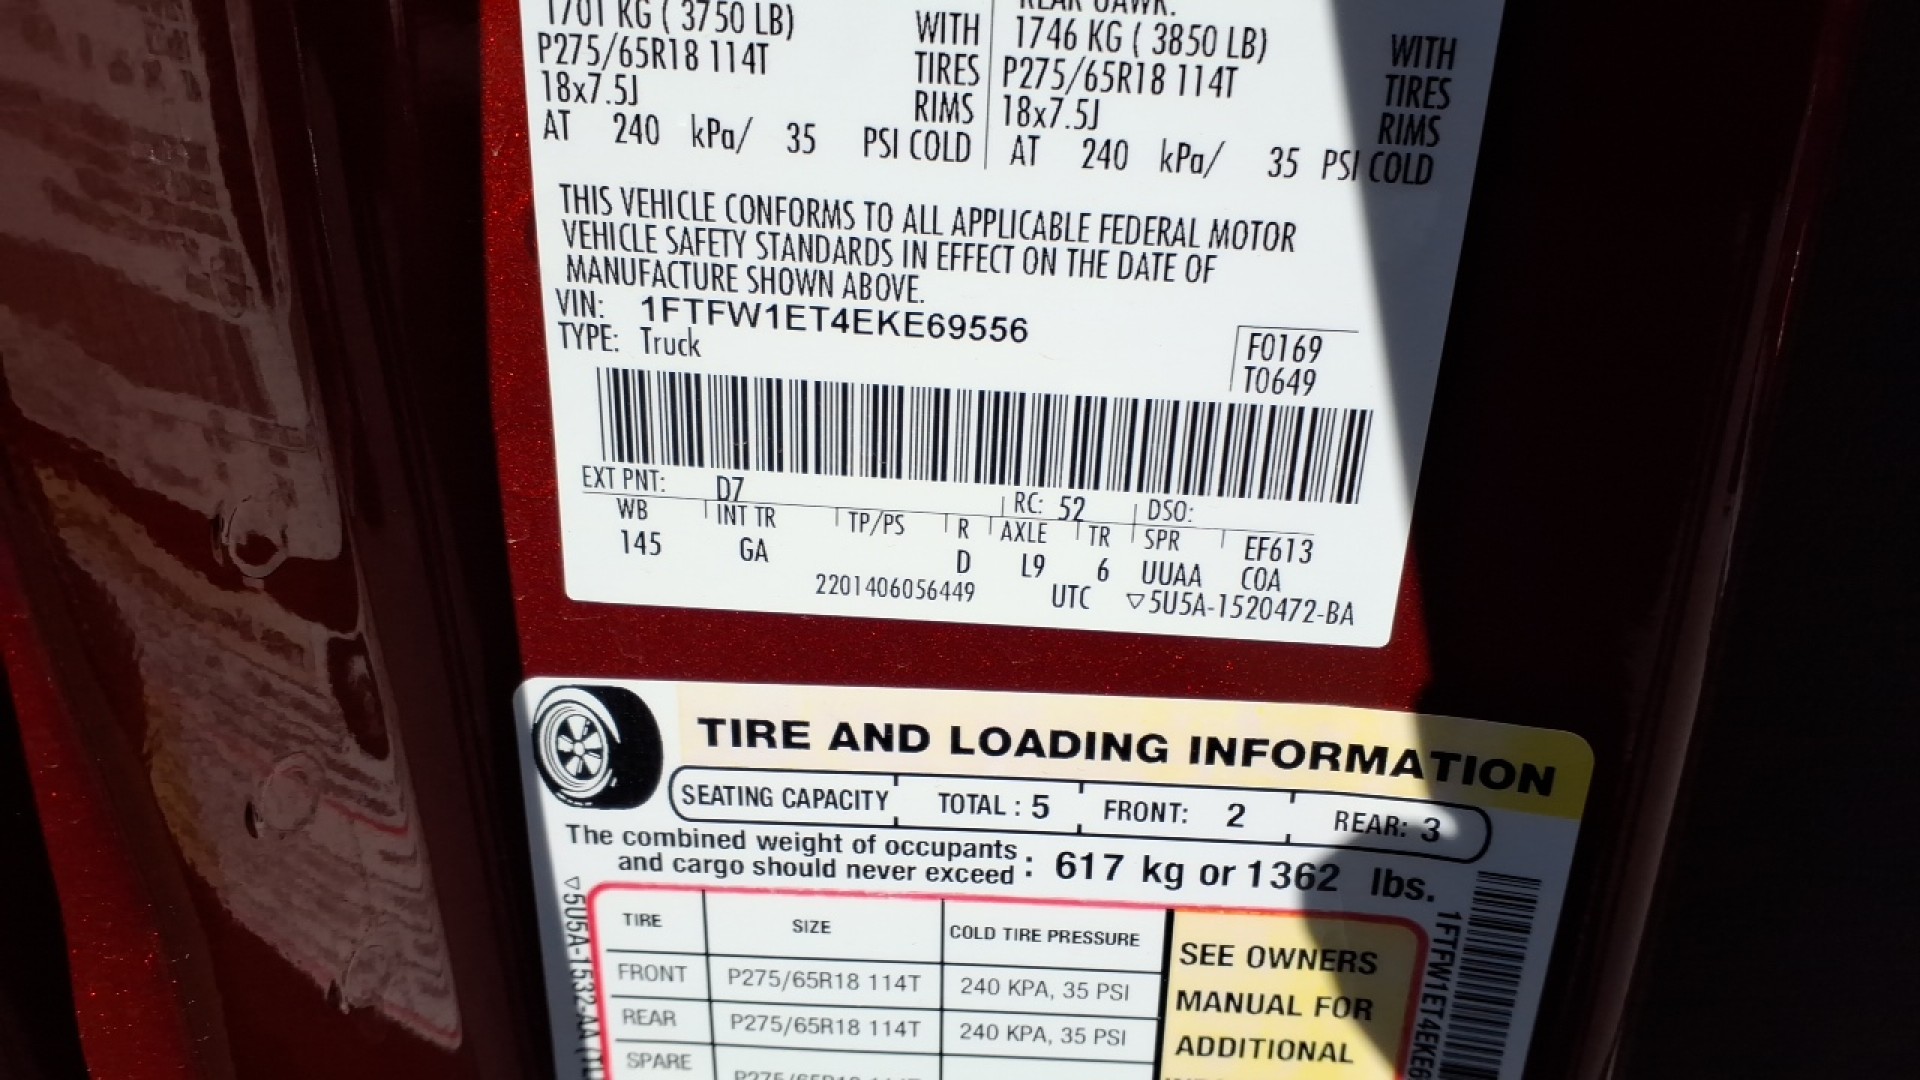 1701 KG ( 3750 LB) WITH
P275/65R18 114T TIRES
18x7.5J RIMS
AT 240 kPa/ 35 PSI COLD
REAR GAWR:
1746 KG ( 3850 LB) WITH
P275/65R18 114T TIRES
18x7.5J RIMS
AT 240 kPa/ 35 PSI COLD
THIS VEHICLE CONFORMS TO ALL APPLICABLE FEDERAL MOTOR
VEHICLE SAFETY STANDARDS IN EFFECT ON THE DATE OF
MANUFACTURE SHOWN ABOVE.
VIN: 1FTFW1ET4EKE69556
TYPE: Truck
F0169
T0649
EXT PNT: D7 RC: 52 DSO:
WB INT TR TP/PS R AXLE TR SPR EF613
145 GA D L9 6 UUAA COA
2201406056449 UTC ▽5U5A-1520472-BA
TIRE AND LOADING INFORMATION
SEATING CAPACITY TOTAL : 5 FRONT: 2 REAR: 3
The combined weight of occupants
and cargo should never exceed : 617 kg or 1362 lbs.
TIRE SIZE COLD TIRE PRESSURE
FRONT P275/65R18 114T 240 KPA, 35 PSI
REAR P275/65R18 114T 240 KPA, 35 PSI
SPARE
SEE OWNERS
MANUAL FOR
ADDITIONAL
▽5U5A-1532-AA
1FTFW1ET4EKE6